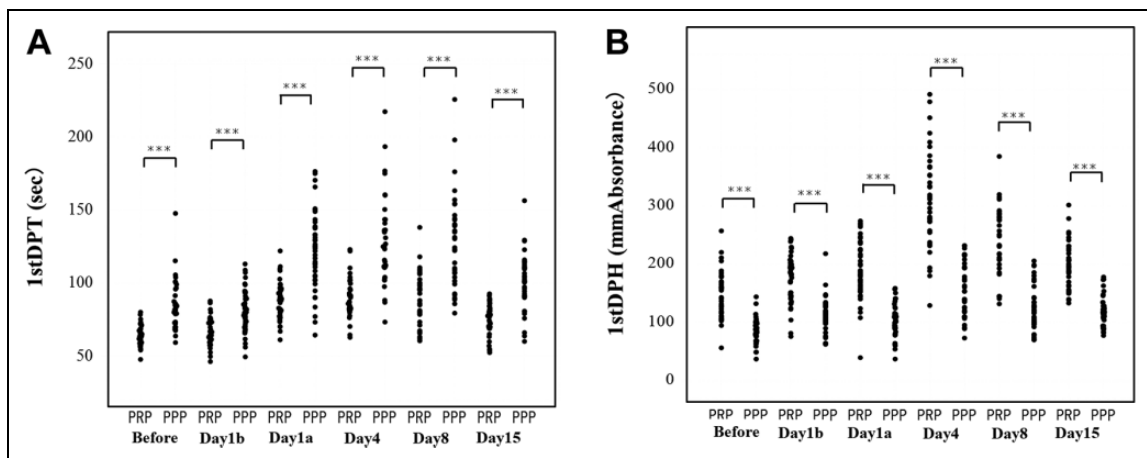 A
1stDPT (sec)
250
200
150
100
50
***
***
***
***
***
***
PRP PPP PRP PPP PRP PPP PRP PPP PRP PPP PRP PPP
Before Day1b Day1a Day4 Day8 Day15
B
1stDPH (mmAbsorbance)
500
400
300
200
100
0
***
***
***
***
***
***
PRP PPP PRP PPP PRP PPP PRP PPP PRP PPP PRP PPP
Before Day1b Day1a Day4 Day8 Day15